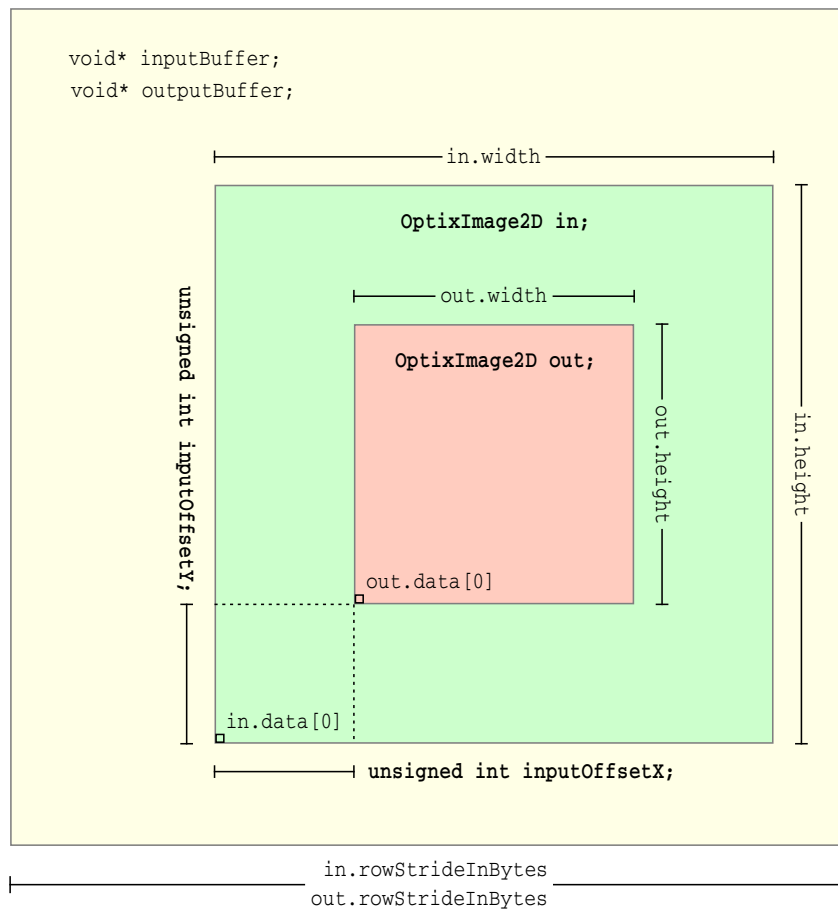 void* inputBuffer;
void* outputBuffer;
in.width
OptixImage2D in;
out.width
OptixImage2D out;
unsigned int inputOffsetY;
out.height
in.height
out.data[0]
in.data[0]
unsigned int inputOffsetX;
in.rowStrideInBytes
out.rowStrideInBytes